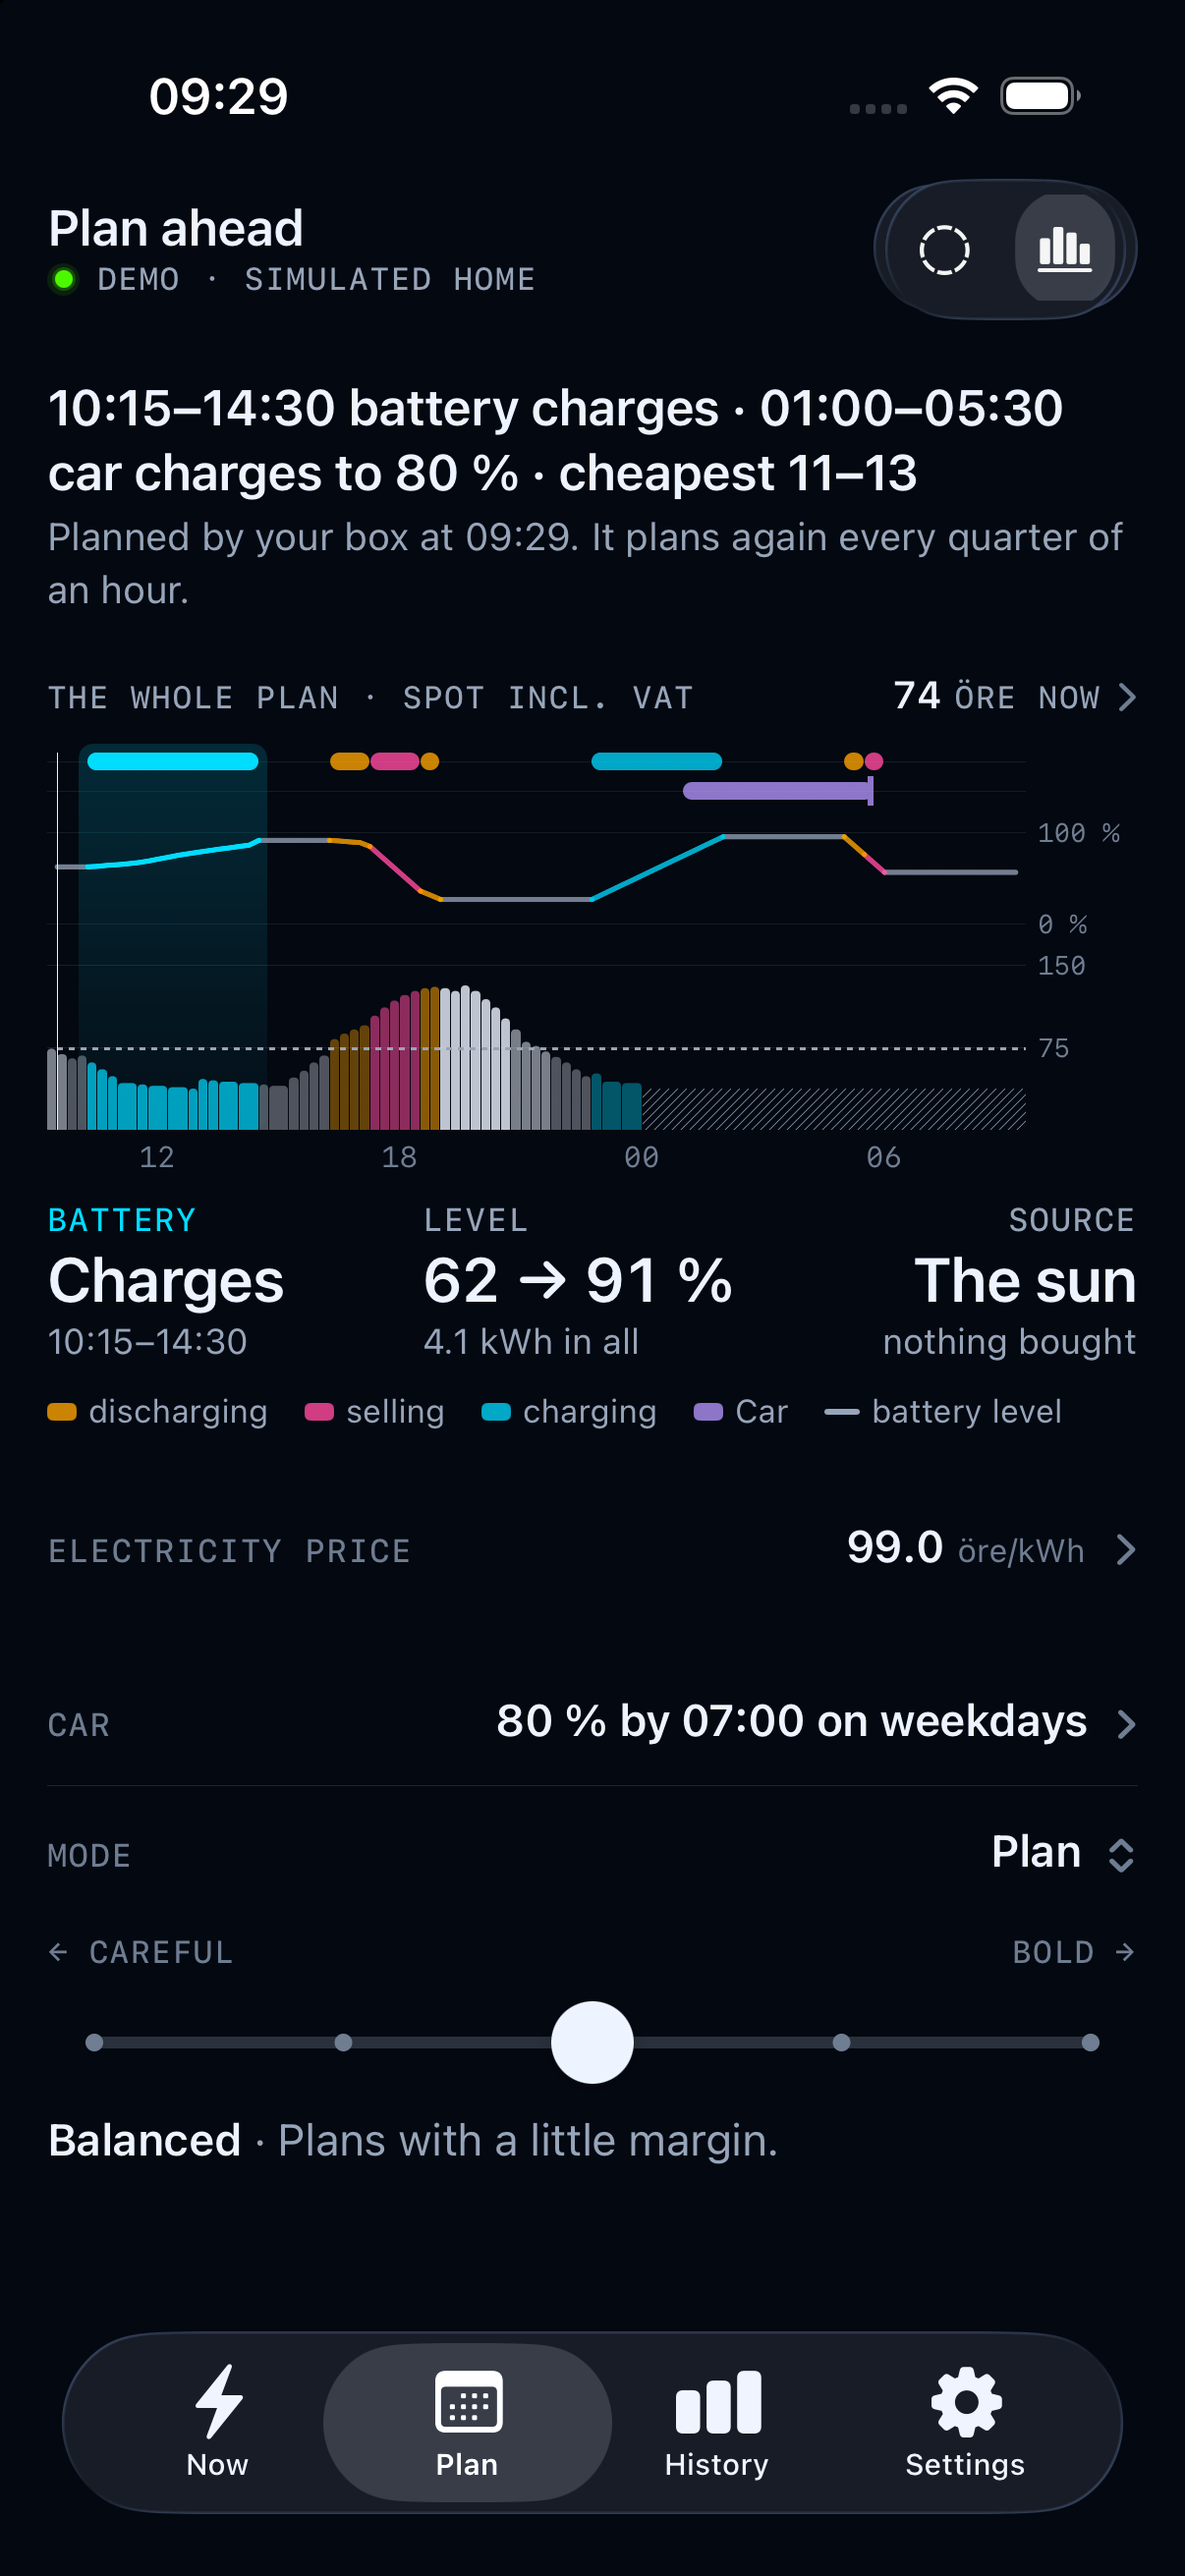 09:29
Plan ahead
DEMO · SIMULATED HOME
10:15–14:30 battery charges · 01:00–05:30
car charges to 80 % · cheapest 11–13
Planned by your box at 09:29. It plans again every quarter of
an hour.
THE WHOLE PLAN · SPOT INCL. VAT 74 ÖRE NOW
100 %
0 %
150
75
12 18 00 06
BATTERY LEVEL SOURCE
Charges 62 → 91 % The sun
10:15–14:30 4.1 kWh in all nothing bought
discharging selling charging Car battery level
ELECTRICITY PRICE 99.0 öre/kWh
CAR 80 % by 07:00 on weekdays
MODE Plan
← CAREFUL BOLD →
Balanced · Plans with a little margin.
Now Plan History Settings